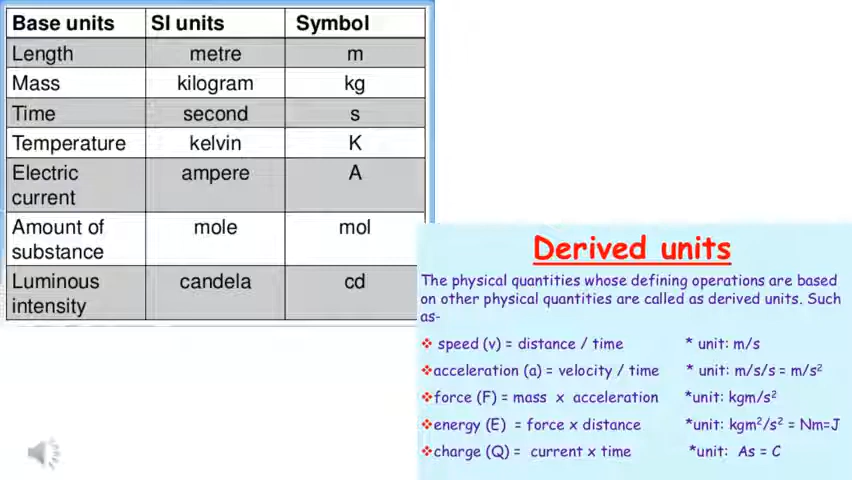 Base units SI units Symbol
Length metre m
Mass kilogram kg
Time second s
Temperature kelvin K
Electric current ampere A
Amount of substance mole mol
Luminous intensity candela cd
Derived units
The physical quantities whose defining operations are based
on other physical quantities are called as derived units. Such
as-
❖ speed (v) = distance / time * unit: m/s
❖acceleration (a) = velocity / time * unit: m/s/s = m/s²
❖force (F) = mass x acceleration *unit: kgm/s²
❖energy (E) = force x distance *unit: kgm²/s² = Nm=J
❖charge (Q) = current x time *unit: As = C